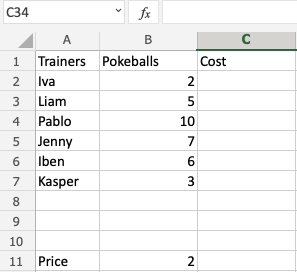 C34 fx
A B C
1 Trainers Pokeballs Cost
2 Iva 2
3 Liam 5
4 Pablo 10
5 Jenny 7
6 Iben 6
7 Kasper 3
8
9
10
11 Price 2